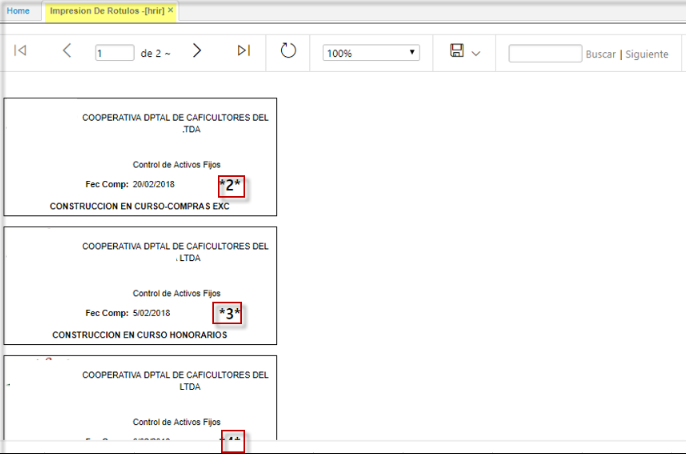 Home Impresion De Rotulos -[hrir] ×
1 de 2 ~ 100% Buscar | Siguiente
COOPERATIVA DPTAL DE CAFICULTORES DEL
.TDA
Control de Activos Fijos
Fec Comp: 20/02/2018 *2*
CONSTRUCCION EN CURSO-COMPRAS EXC
COOPERATIVA DPTAL DE CAFICULTORES DEL
LTDA
Control de Activos Fijos
Fec Comp: 5/02/2018 *3*
CONSTRUCCION EN CURSO HONORARIOS
COOPERATIVA DPTAL DE CAFICULTORES DEL
LTDA
Control de Activos Fijos